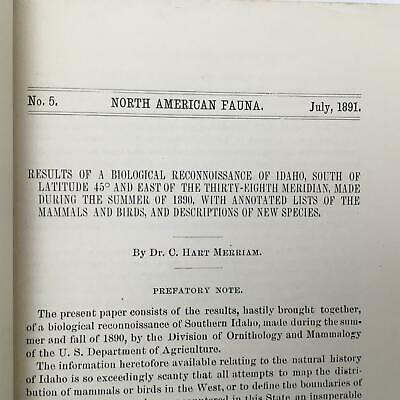 No. 5. NORTH AMERICAN FAUNA. July, 1891.
RESULTS OF A BIOLOGICAL RECONNOISSANCE OF IDAHO, SOUTH OF
LATITUDE 45° AND EAST OF THE THIRTY-EIGHTH MERIDIAN, MADE
DURING THE SUMMER OF 1890, WITH ANNOTATED LISTS OF THE
MAMMALS AND BIRDS, AND DESCRIPTIONS OF NEW SPECIES.
By Dr. C. Hart Merriam.
PREFATORY NOTE.
The present paper consists of the results, hastily brought together,
of a biological reconnoissance of Southern Idaho, made during the sum-
mer and fall of 1890, by the Division of Ornithology and Mammalogy
of the U. S. Department of Agriculture.
The information heretofore available relating to the natural history
of Idaho is so exceedingly scanty that all attempts to map the distri-
bution of mammals or birds in the West, or to define the boundaries of
in this State an insuperable